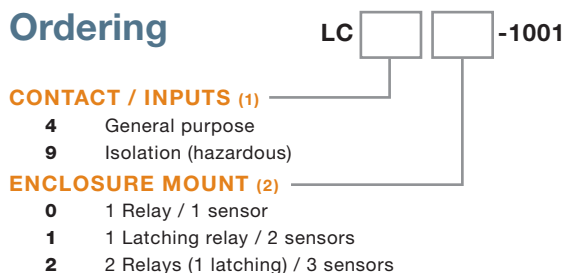 Ordering
LC -1001
CONTACT / INPUTS (1)
4 General purpose
9 Isolation (hazardous)
ENCLOSURE MOUNT (2)
0 1 Relay / 1 sensor
1 1 Latching relay / 2 sensors
2 2 Relays (1 latching) / 3 sensors